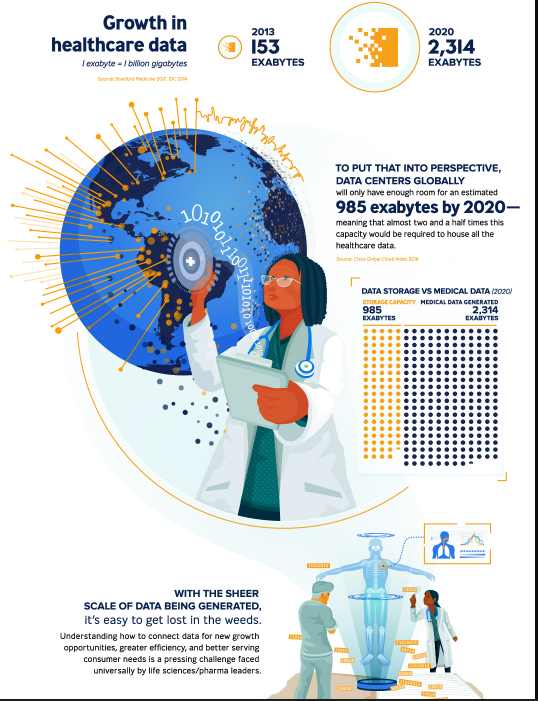 Growth in
healthcare data
1 exabyte = 1 billion gigabytes
Source: Stanford Medicine 2017, IDC 2014
2013
153
EXABYTES
2020
2,314
EXABYTES
TO PUT THAT INTO PERSPECTIVE,
DATA CENTERS GLOBALLY
will only have enough room for an estimated
985 exabytes by 2020—
meaning that almost two and a half times this
capacity would be required to house all the
healthcare data.
Source: Cisco Global Cloud Index 2016
DATA STORAGE VS MEDICAL DATA (2020)
STORAGE CAPACITY
985
EXABYTES
MEDICAL DATA GENERATED
2,314
EXABYTES
WITH THE SHEER
SCALE OF DATA BEING GENERATED,
it's easy to get lost in the weeds.
Understanding how to connect data for new growth
opportunities, greater efficiency, and better serving
consumer needs is a pressing challenge faced
universally by life sciences/pharma leaders.